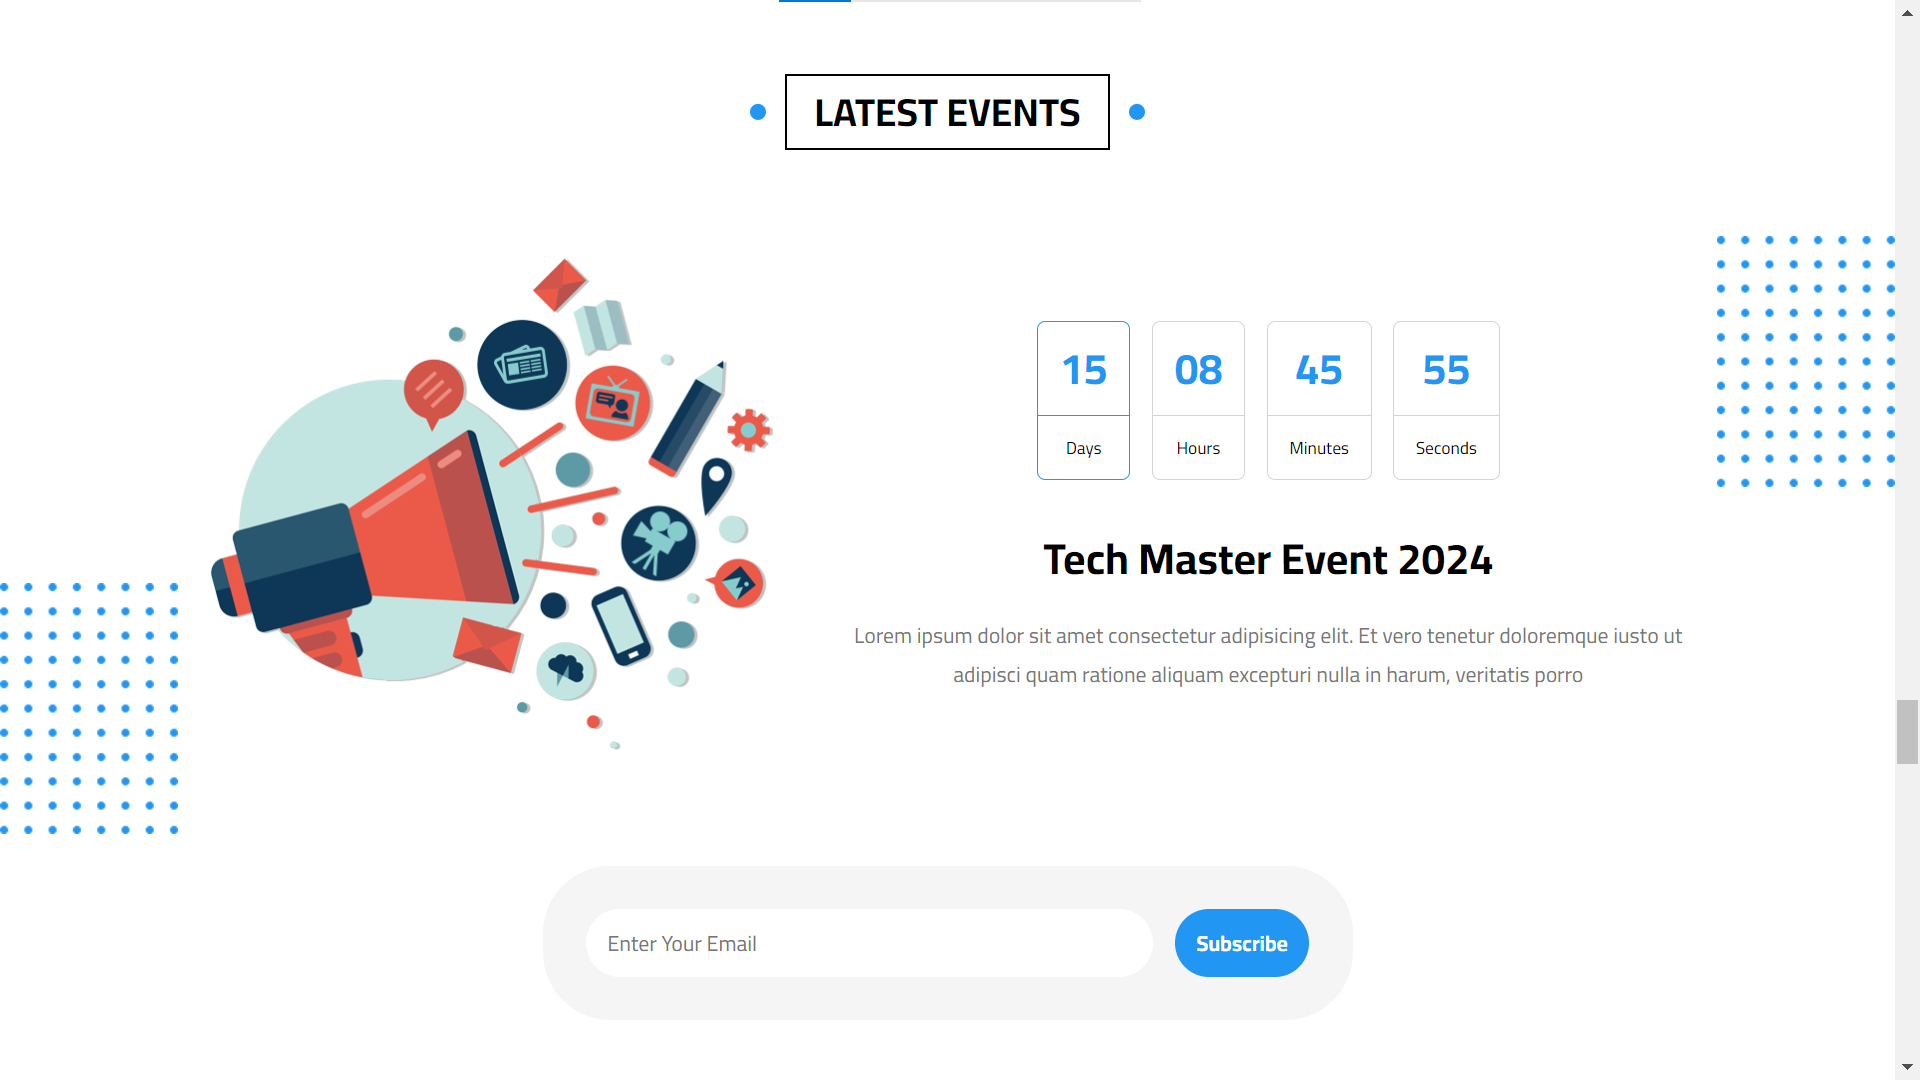 LATEST EVENTS
15
Days
08
Hours
45
Minutes
55
Seconds
Tech Master Event 2024
Lorem ipsum dolor sit amet consectetur adipisicing elit. Et vero tenetur doloremque iusto ut
adipisci quam ratione aliquam excepturi nulla in harum, veritatis porro
Enter Your Email
Subscribe